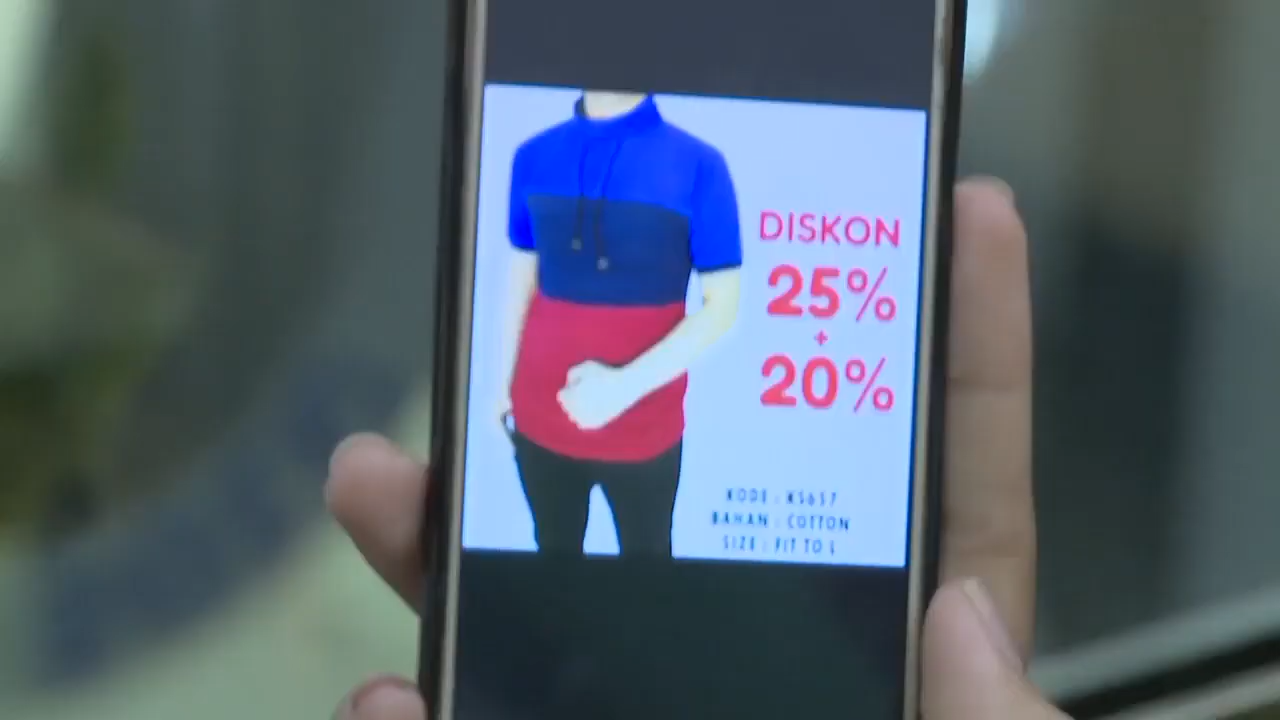 DISKON
25%
+
20%
KODE : KS657
BAHAN : COTTON
SIZE : FIT TO L